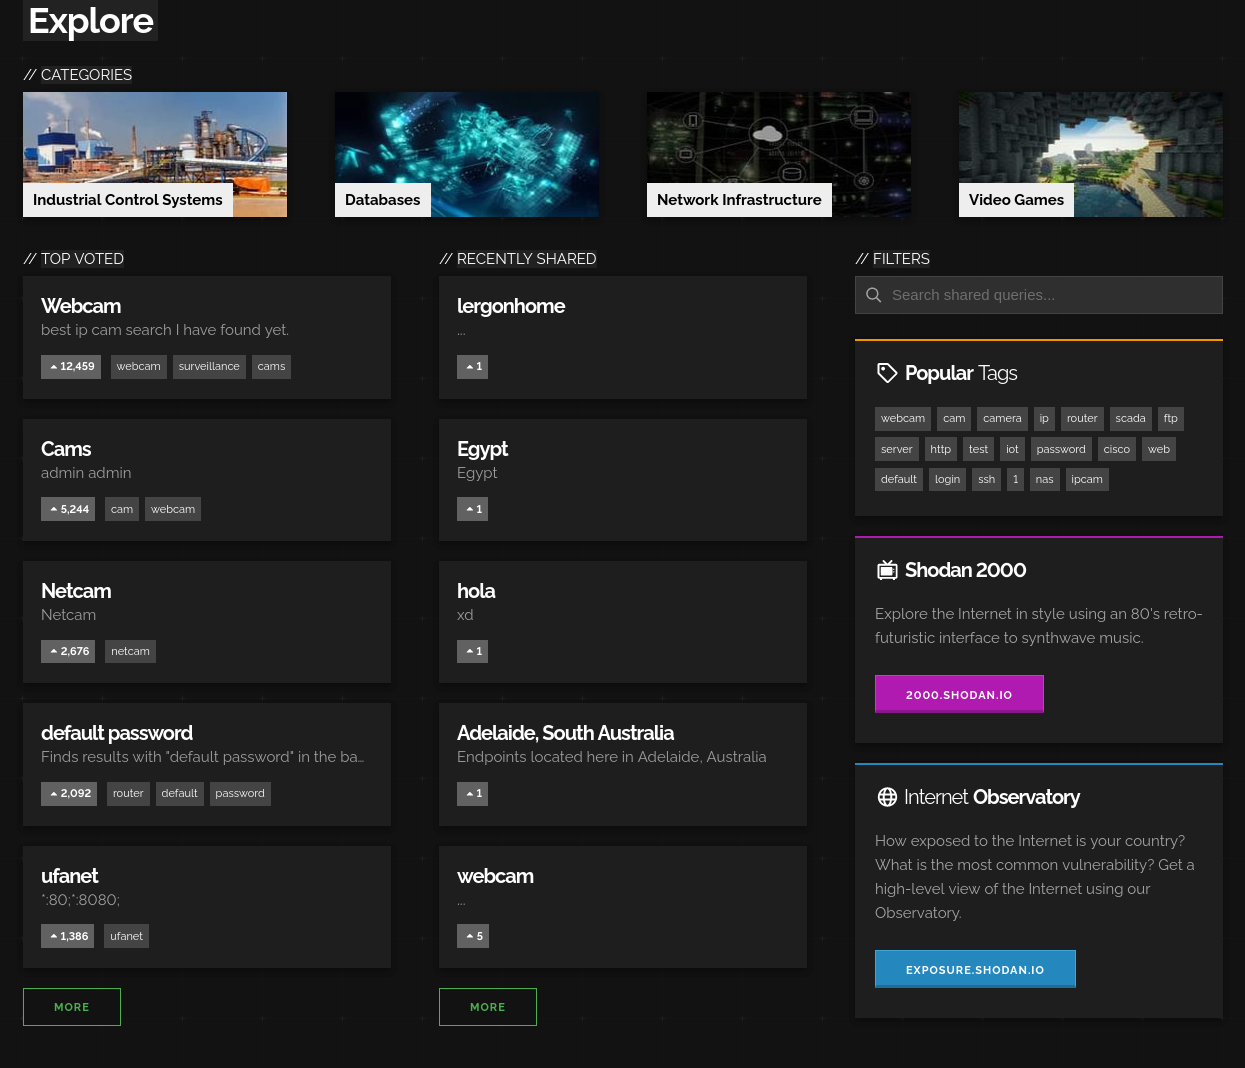 Explore
// CATEGORIES
Industrial Control Systems
Databases
Network Infrastructure
Video Games
// TOP VOTED
Webcam
best ip cam search I have found yet.
12,459 webcam surveillance cams
Cams
admin admin
5,244 cam webcam
Netcam
Netcam
2,676 netcam
default password
Finds results with "default password" in the ba...
2,092 router default password
ufanet
*:80;*:8080;
1,386 ufanet
MORE
// RECENTLY SHARED
lergonhome
...
1
Egypt
Egypt
1
hola
xd
1
Adelaide, South Australia
Endpoints located here in Adelaide, Australia
1
webcam
...
5
MORE
// FILTERS
Search shared queries...
Popular Tags
webcam cam camera ip router scada ftp
server http test iot password cisco web
default login ssh 1 nas ipcam
Shodan 2000
Explore the Internet in style using an 80's retro-
futuristic interface to synthwave music.
2000.SHODAN.IO
Internet Observatory
How exposed to the Internet is your country?
What is the most common vulnerability? Get a
high-level view of the Internet using our
Observatory.
EXPOSURE.SHODAN.IO